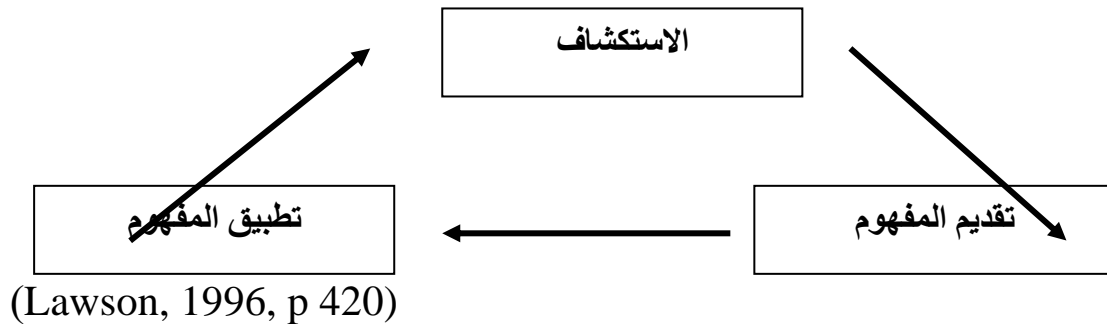 الاستكشاف
تقديم المفهوم
تطبيق المفهوم
(Lawson, 1996, p 420)